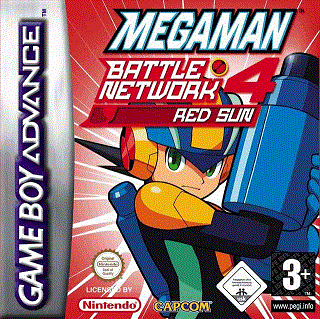 GAME BOY ADVANCE
MEGAMAN
BATTLE
NETWORK 4
RED SUN
LICENSED BY
Nintendo
CAPCOM
3+
www.pegi.info